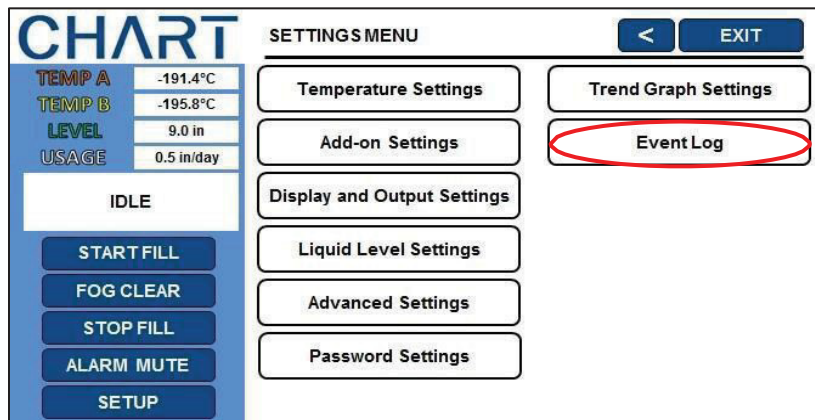 CHART
SETTINGS MENU
<
EXIT
TEMP A -191.4°C
TEMP B -195.8°C
LEVEL 9.0 in
USAGE 0.5 in/day
IDLE
START FILL
FOG CLEAR
STOP FILL
ALARM MUTE
SETUP
Temperature Settings
Add-on Settings
Display and Output Settings
Liquid Level Settings
Advanced Settings
Password Settings
Trend Graph Settings
Event Log